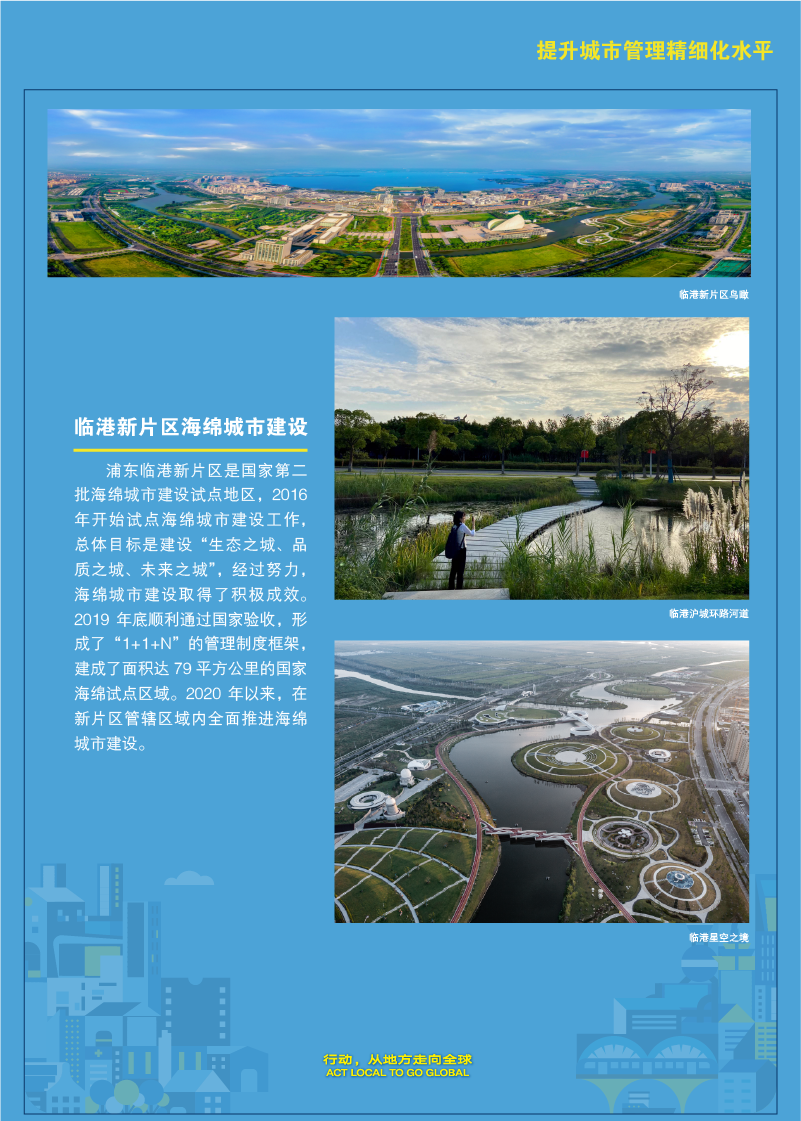 提升城市管理精细化水平
临港新片区鸟瞰
临港新片区海绵城市建设
浦东临港新片区是国家第二
批海绵城市建设试点地区，2016
年开始试点海绵城市建设工作，
总体目标是建设“生态之城、品
质之城、未来之城”，经过努力，
海绵城市建设取得了积极成效。
2019 年底顺利通过国家验收，形
成了“1+1+N”的管理制度框架，
建成了面积达 79 平方公里的国家
海绵试点区域。2020 年以来，在
新片区管辖区域内全面推进海绵
城市建设。
临港沪城环路河道
临港星空之境
行动，从地方走向全球
ACT LOCAL TO GO GLOBAL